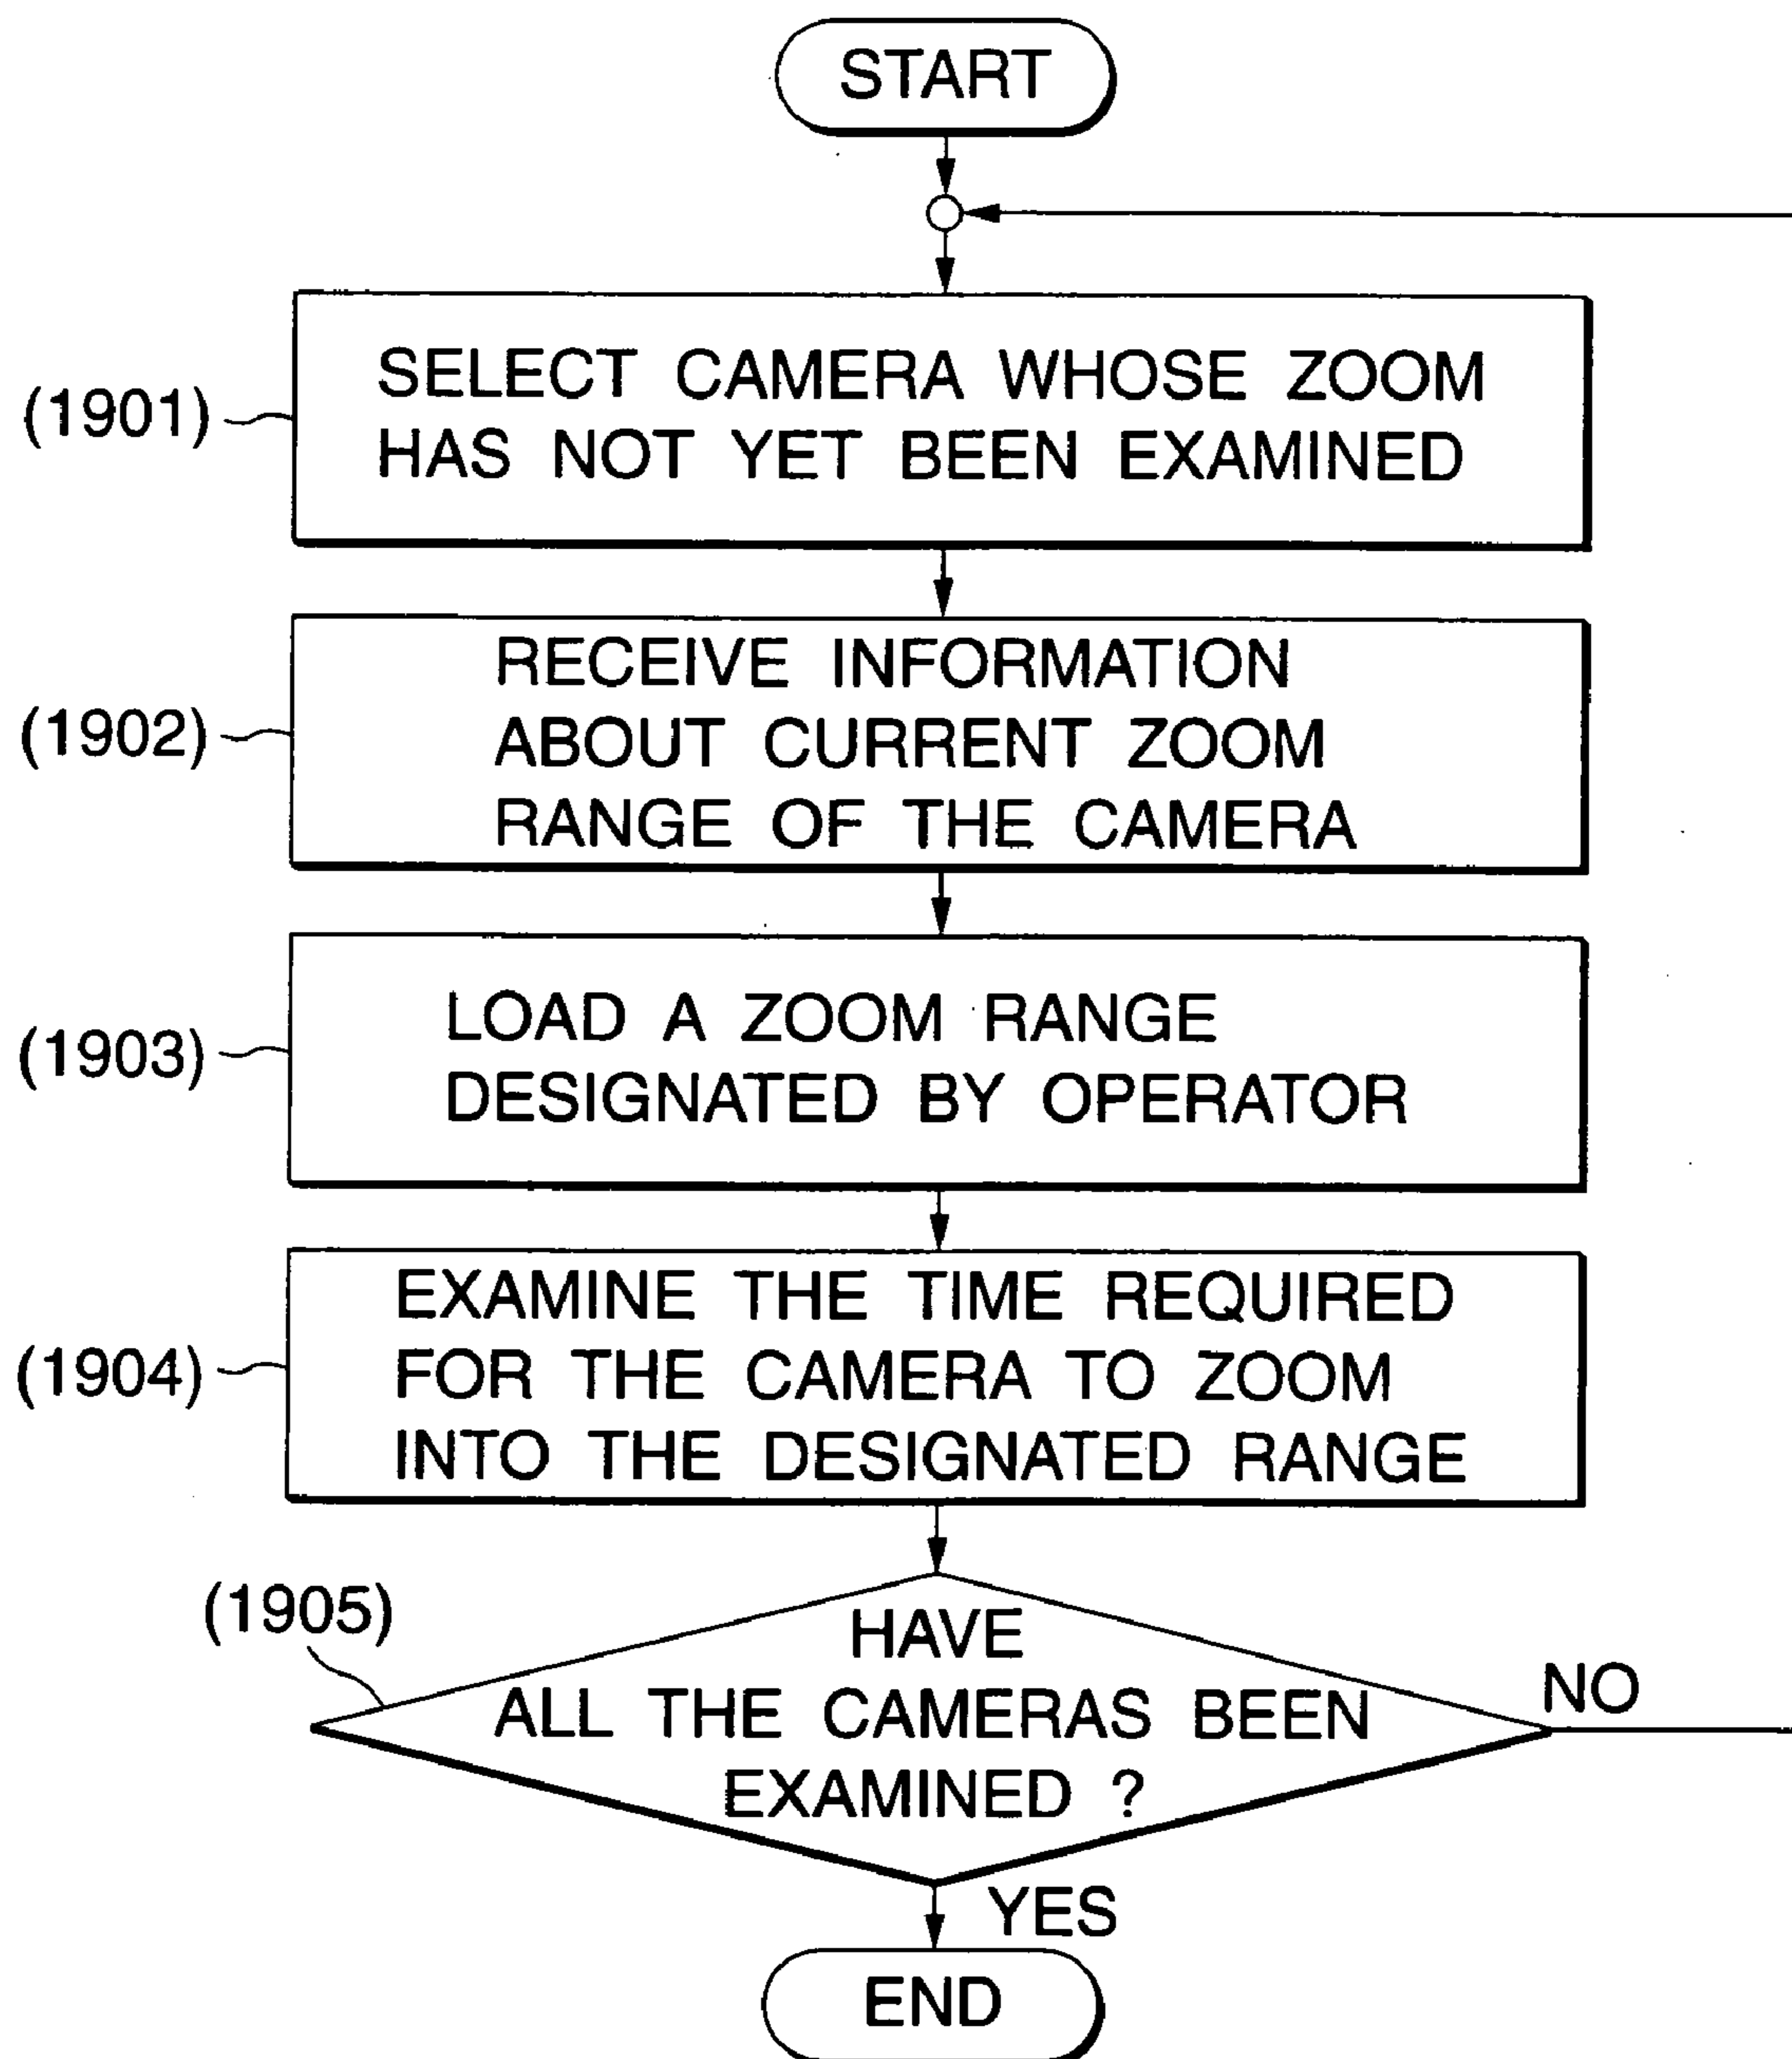 START
(1901)
SELECT CAMERA WHOSE ZOOM
HAS NOT YET BEEN EXAMINED
(1902)
RECEIVE INFORMATION
ABOUT CURRENT ZOOM
RANGE OF THE CAMERA
(1903)
LOAD A ZOOM RANGE
DESIGNATED BY OPERATOR
(1904)
EXAMINE THE TIME REQUIRED
FOR THE CAMERA TO ZOOM
INTO THE DESIGNATED RANGE
(1905)
HAVE
ALL THE CAMERAS BEEN
EXAMINED ?
NO
YES
END